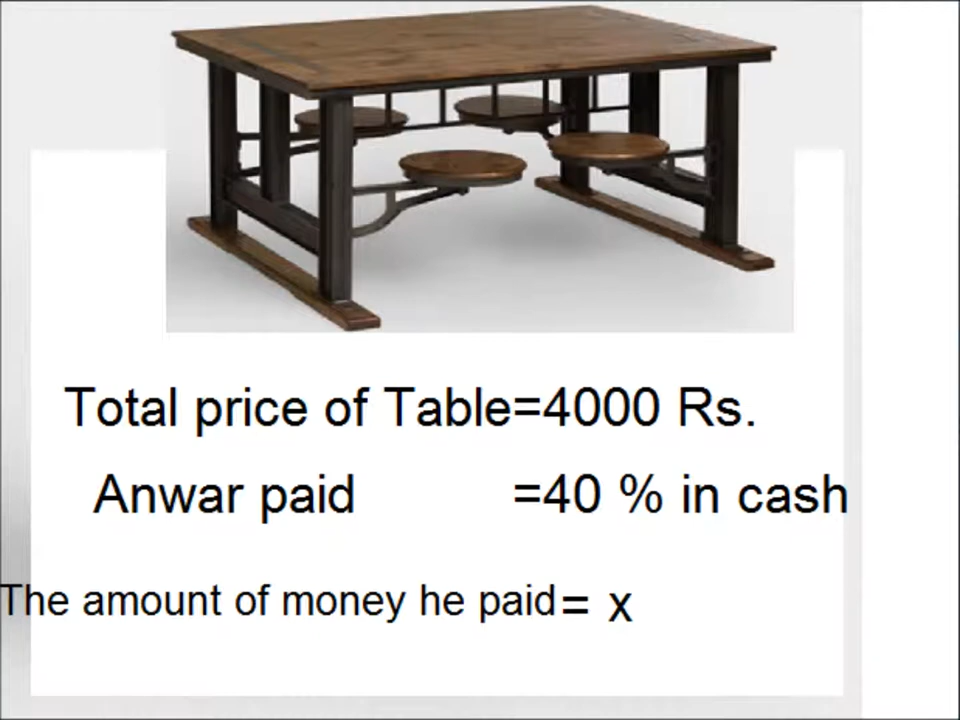 Total price of Table=4000 Rs.
Anwar paid =40 % in cash
The amount of money he paid= x